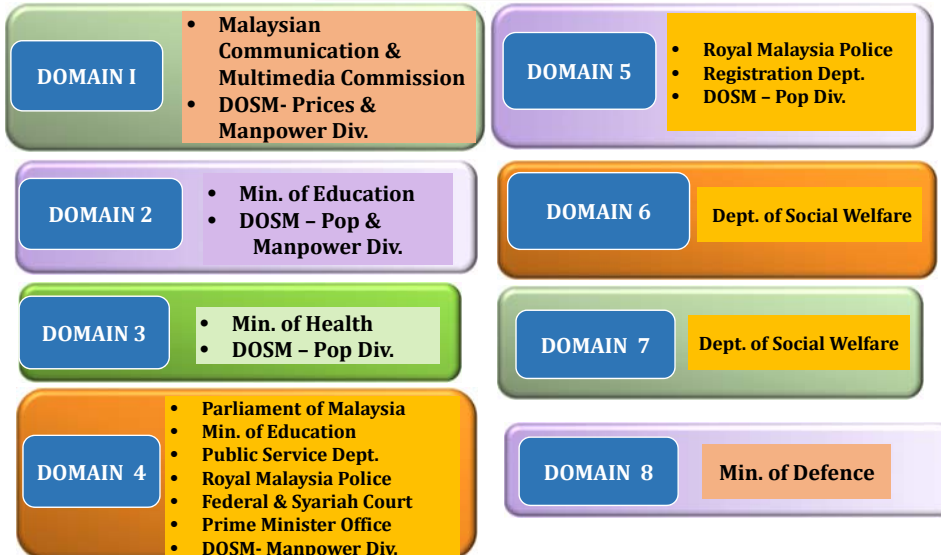 DOMAIN I
• Malaysian
Communication &
Multimedia Commission
• DOSM- Prices &
Manpower Div.
DOMAIN 2
• Min. of Education
• DOSM – Pop &
Manpower Div.
DOMAIN 3
• Min. of Health
• DOSM – Pop Div.
DOMAIN 4
• Parliament of Malaysia
• Min. of Education
• Public Service Dept.
• Royal Malaysia Police
• Federal & Syariah Court
• Prime Minister Office
• DOSM- Manpower Div.
DOMAIN 5
• Royal Malaysia Police
• Registration Dept.
• DOSM – Pop Div.
DOMAIN 6
Dept. of Social Welfare
DOMAIN 7
Dept. of Social Welfare
DOMAIN 8
Min. of Defence